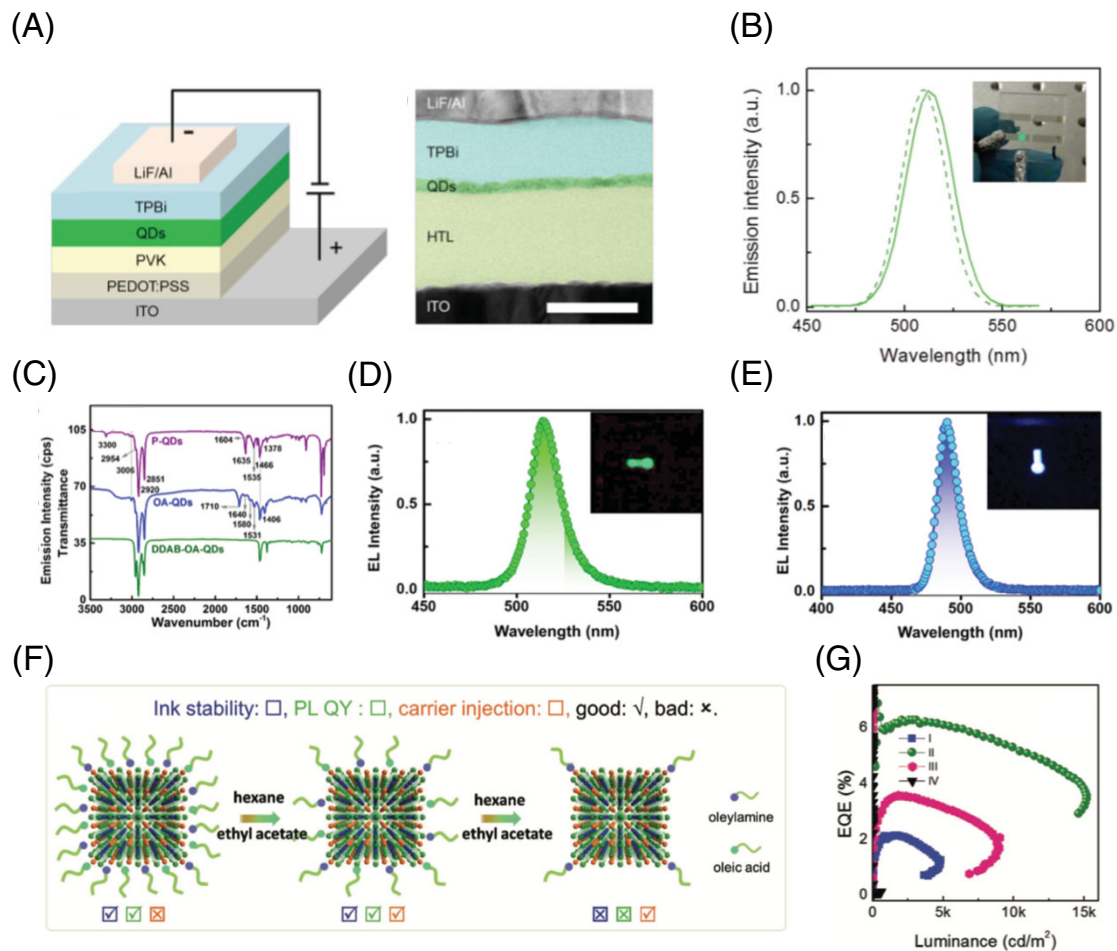 (A)
LiF/Al
-
TPBi
QDs
PVK
PEDOT:PSS
ITO
+
LiF/Al
TPBi
QDs
HTL
ITO
(B)
Emission intensity (a.u.)
1.0
0.5
0.0
450 500 550 600
Wavelength (nm)
(C)
Emission Intensity (cps)
Transmittance
105
70
35
0
3300
2954
3006
2851
2920
P-QDs
1604
1635
1535
1466
1378
OA-QDs
1710
1640
1580
1531
1406
DDAB-OA-QDs
3500 3000 2500 2000 1500 1000
Wavenumber (cm⁻¹)
(D)
EL Intensity (a.u.)
1.0
0.5
0.0
450 500 550 600
Wavelength (nm)
(E)
EL Intensity (a.u.)
1.0
0.5
0.0
400 450 500 550 600
Wavelength (nm)
(F)
Ink stability: ☐, PL QY : ☐, carrier injection: ☐, good: √, bad: ×.
hexane
ethyl acetate
hexane
ethyl acetate
oleylamine
oleic acid
☑ ☑ ☒
☑ ☑ ☑
☒ ☒ ☑
(G)
EQE (%)
6
4
2
0
I
II
III
IV
0 5k 10k 15k
Luminance (cd/m²)